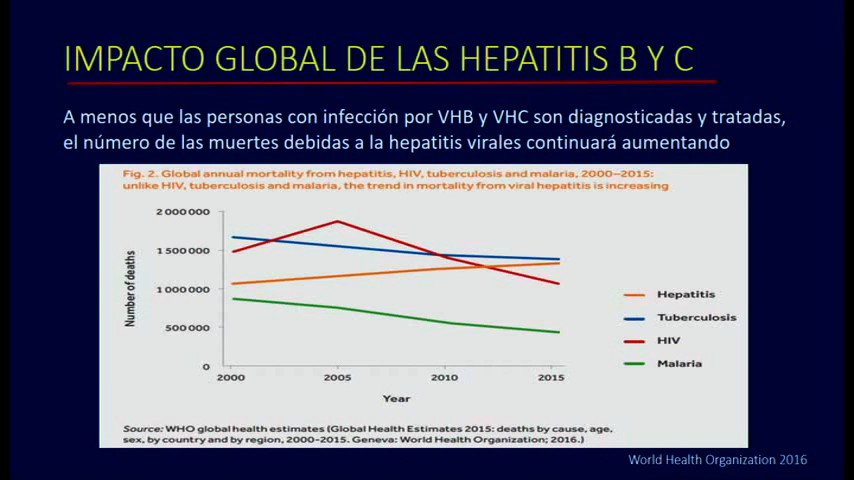 IMPACTO GLOBAL DE LAS HEPATITIS B Y C
A menos que las personas con infección por VHB y VHC son diagnosticadas y tratadas,
el número de las muertes debidas a la hepatitis virales continuará aumentando
Fig. 2. Global annual mortality from hepatitis, HIV, tuberculosis and malaria, 2000–2015:
unlike HIV, tuberculosis and malaria, the trend in mortality from viral hepatitis is increasing
Number of deaths
2 000 000
1 500 000
1 000 000
500 000
0
2000 2005 2010 2015
Year
Hepatitis
Tuberculosis
HIV
Malaria
Source: WHO global health estimates (Global Health Estimates 2015: deaths by cause, age,
sex, by country and by region, 2000-2015. Geneva: World Health Organization; 2016.)
World Health Organization 2016